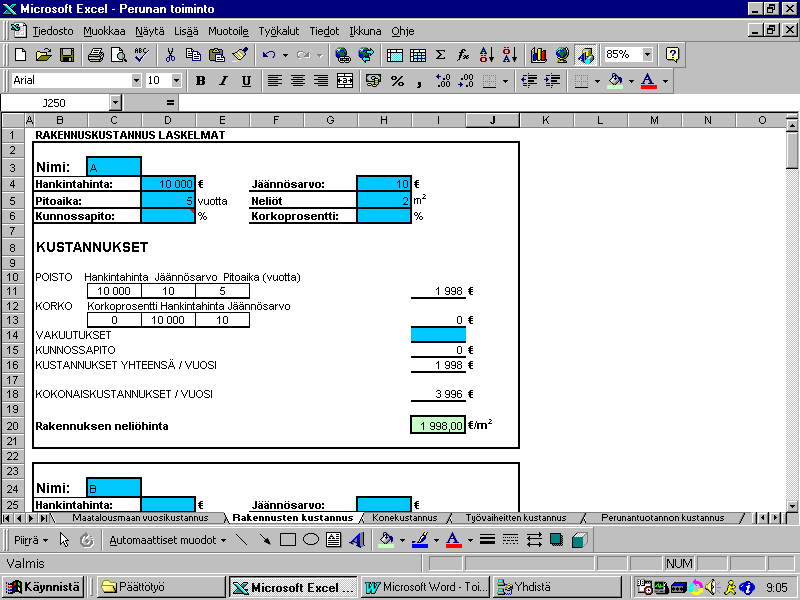 Microsoft Excel - Perunan toiminto
Tiedosto Muokkaa Näytä Lisää Muotoile Työkalut Tiedot Ikkuna Ohje
85%
Arial 10 B I U
J250 =
A B C D E F G H I J K L M N O
1 RAKENNUSKUSTANNUS LASKELMAT
2
3 Nimi: A
4 Hankintahinta: 10 000 € Jäännösarvo: 10 €
5 Pitoaika: 5 vuotta Neliöt 2 m²
6 Kunnossapito: % Korkoprosentti: %
7
8 KUSTANNUKSET
9
10 POISTO Hankintahinta Jäännösarvo Pitoaika (vuotta)
11 10 000 10 5 1 998 €
12 KORKO Korkoprosentti Hankintahinta Jäännösarvo
13 0 10 000 10 0 €
14 VAKUUTUKSET
15 KUNNOSSAPITO 0 €
16 KUSTANNUKSET YHTEENSÄ / VUOSI 1 998 €
17
18 KOKONAISKUSTANNUKSET / VUOSI 3 996 €
19
20 Rakennuksen neliöhinta 1 998,00 €/m²
21
22
23
24 Nimi: B
25 Hankintahinta: € Jäännösarvo: €
Maatalousmaan vuosikustannus Rakennusten kustannus Konekustannus Työvaiheitten kustannus Perunantuotannon kustannus
Piirrä Automaattiset muodot
Valmis NUM
Käynnistä Päättötyö Microsoft Excel ... Microsoft Word - Toi... Yhdistä 9:05